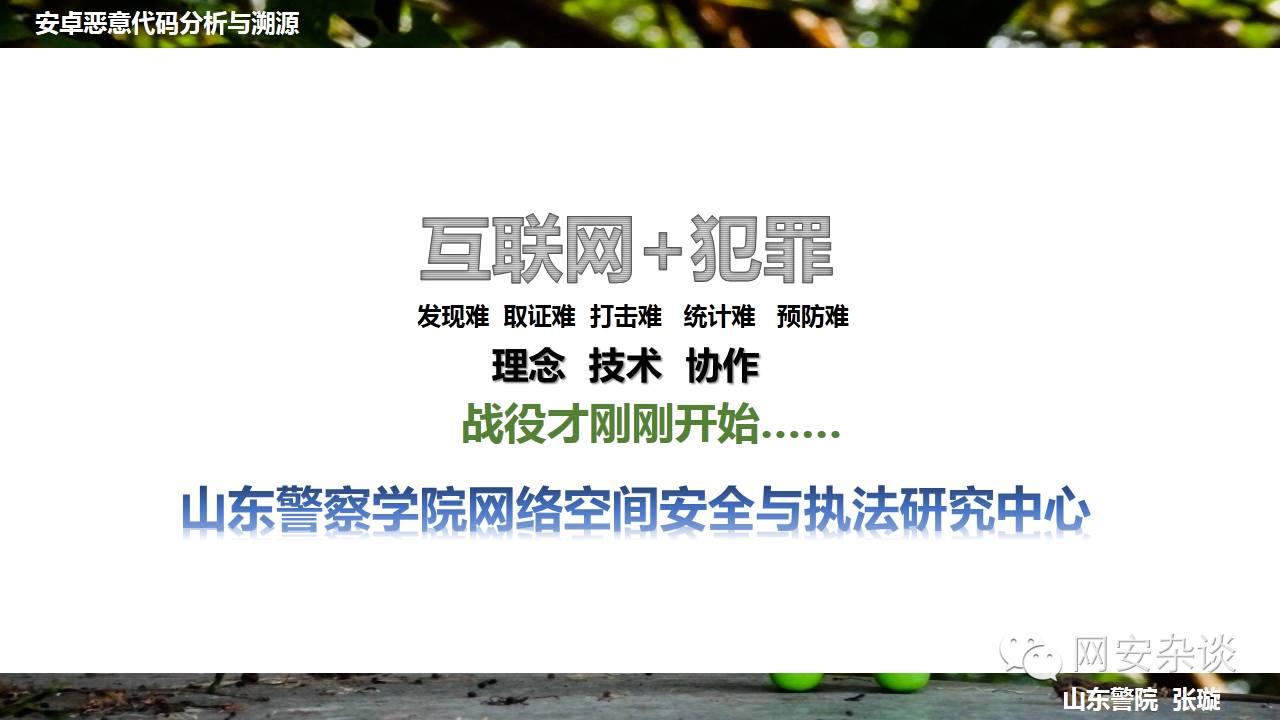 安卓恶意代码分析与溯源
互联网+犯罪
发现难 取证难 打击难 统计难 预防难
理念 技术 协作
战役才刚刚开始……
山东警察学院网络空间安全与执法研究中心
网安杂谈
山东警院 张璇